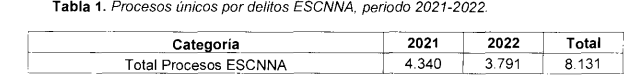 Tabla 1. Procesos únicos por delitos ESCNNA, periodo 2021-2022.
Categoría 2021 2022 Total
Total Procesos ESCNNA 4.340 3.791 8.131